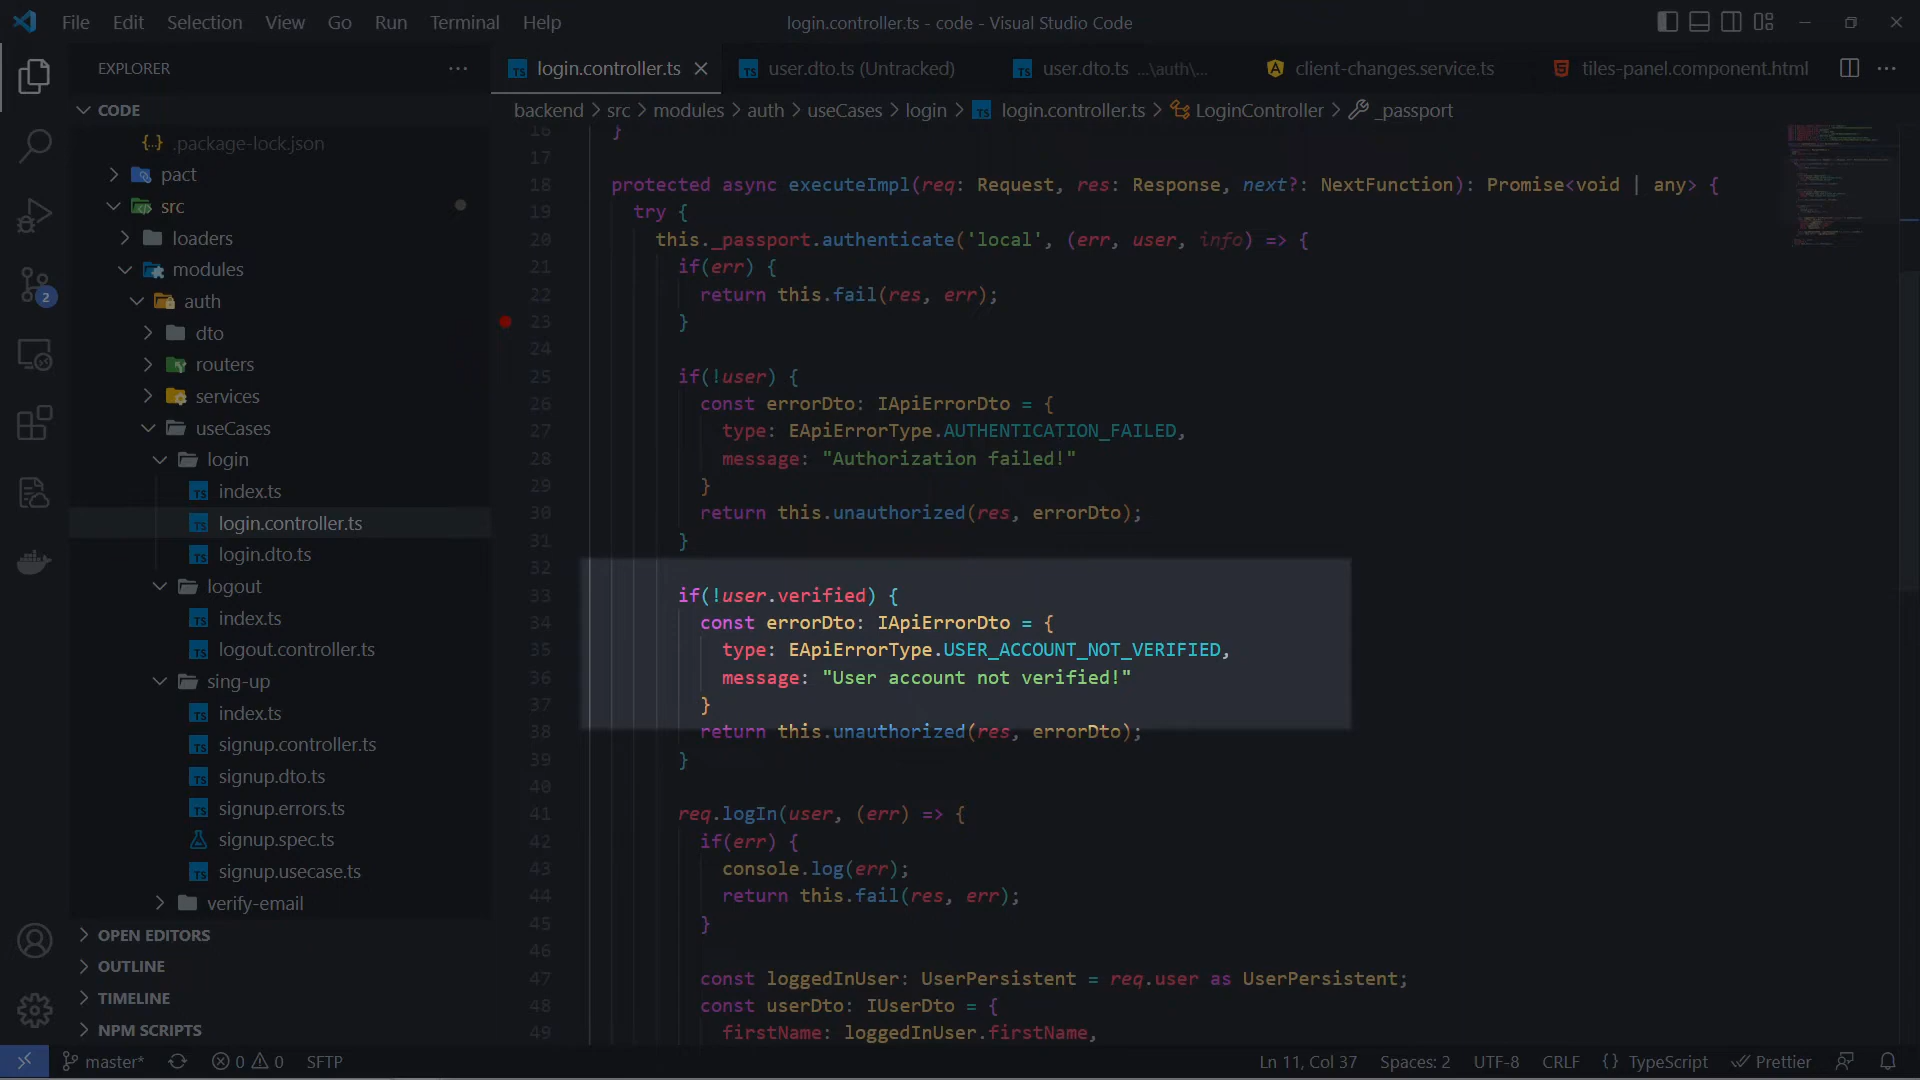 File Edit Selection View Go Run Terminal Help
login.controller.ts - code - Visual Studio Code
EXPLORER
login.controller.ts
user.dto.ts (Untracked)
user.dto.ts ...\auth\...
client-changes.service.ts
tiles-panel.component.html
CODE
backend > src > modules > auth > useCases > login > login.controller.ts > LoginController > _passport
.package-lock.json
pact
src
loaders
modules
auth
dto
routers
services
useCases
login
index.ts
login.controller.ts
login.dto.ts
logout
index.ts
logout.controller.ts
sing-up
index.ts
signup.controller.ts
signup.dto.ts
signup.errors.ts
signup.spec.ts
signup.usecase.ts
verify-email
OPEN EDITORS
OUTLINE
TIMELINE
NPM SCRIPTS
2
16 }
17
18 protected async executeImpl(req: Request, res: Response, next?: NextFunction): Promise<void | any> {
19 try {
20 this._passport.authenticate('local', (err, user, info) => {
21 if(err) {
22 return this.fail(res, err);
23 }
24
25 if(!user) {
26 const errorDto: IApiErrorDto = {
27 type: EApiErrorType.AUTHENTICATION_FAILED,
28 message: "Authorization failed!"
29 }
30 return this.unauthorized(res, errorDto);
31 }
32
33 if(!user.verified) {
34 const errorDto: IApiErrorDto = {
35 type: EApiErrorType.USER_ACCOUNT_NOT_VERIFIED,
36 message: "User account not verified!"
37 }
38 return this.unauthorized(res, errorDto);
39 }
40
41 req.logIn(user, (err) => {
42 if(err) {
43 console.log(err);
44 return this.fail(res, err);
45 }
46
47 const loggedInUser: UserPersistent = req.user as UserPersistent;
48 const userDto: IUserDto = {
49 firstName: loggedInUser.firstName,
master* 0 0 SFTP
Ln 11, Col 37 Spaces: 2 UTF-8 CRLF {} TypeScript Prettier